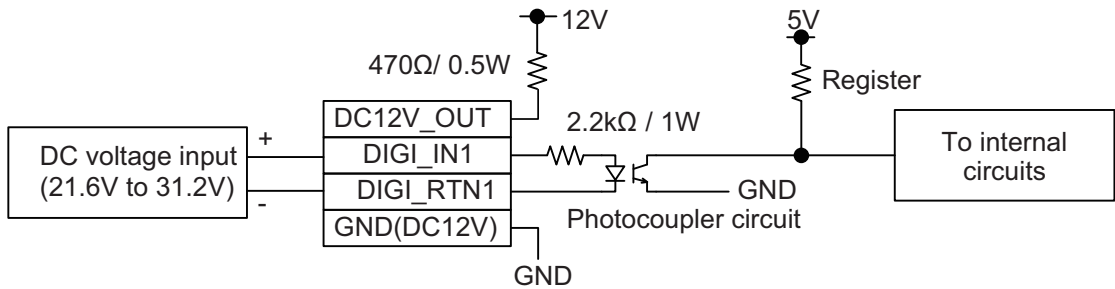 12V
5V
470Ω/ 0.5W
Register
DC12V_OUT
2.2kΩ / 1W
+
DC voltage input
(21.6V to 31.2V)
-
DIGI_IN1
DIGI_RTN1
GND(DC12V)
GND
Photocoupler circuit
GND
To internal
circuits